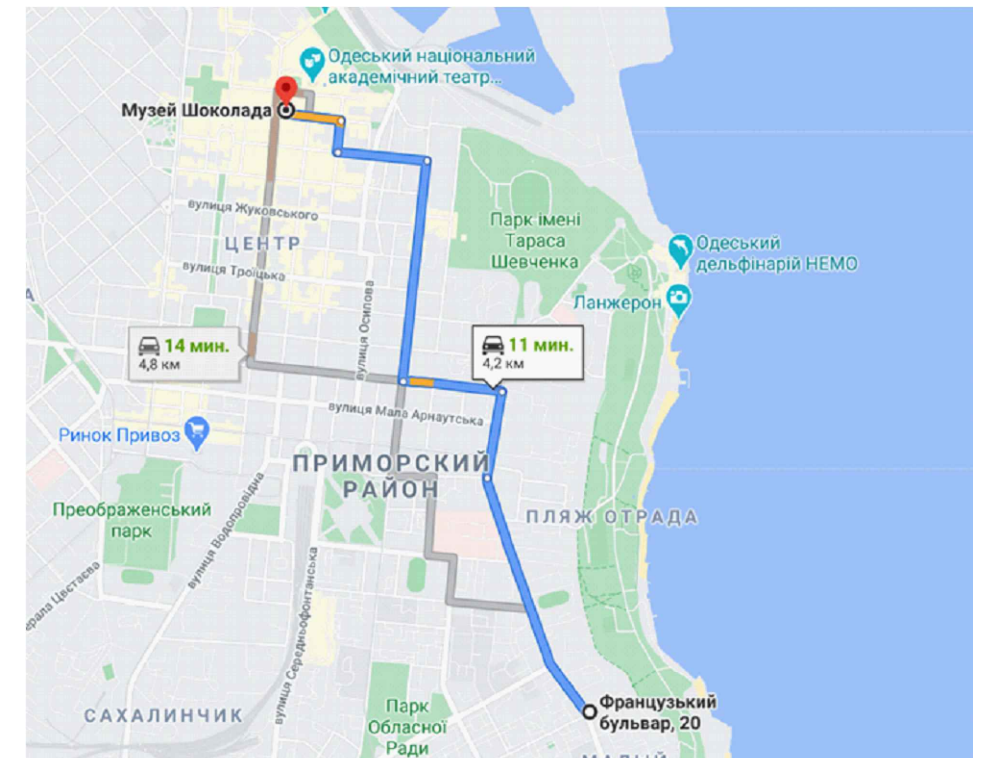 Одеський національний
академічний театр...
Музей Шоколада
вулиця Жуковського
ЦЕНТР
вулиця Троїцька
вулиця Осипова
Парк імені
Тараса
Шевченка
Одеський
дельфінарій НЕМО
Ланжерон
14 мин.
4,8 км
11 мин.
4,2 км
вулиця Мала Арнаутська
Ринок Привоз
ПРИМОРСКИЙ
РАЙОН
Преображенський
парк
вулиця Водопровідна
ПЛЯЖ ОТРАДА
вулиця Середньофонтанська
Французький
бульвар, 20
САХАЛИНЧИК
Парк
Обласної
Ради